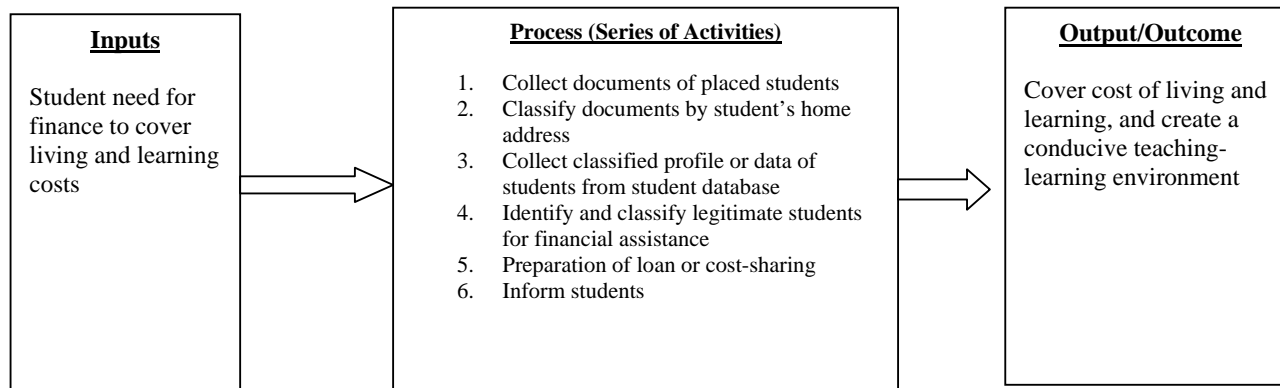 Inputs
Student need for
finance to cover
living and learning
costs
Process (Series of Activities)
1. Collect documents of placed students
2. Classify documents by student’s home
address
3. Collect classified profile or data of
students from student database
4. Identify and classify legitimate students
for financial assistance
5. Preparation of loan or cost-sharing
6. Inform students
Output/Outcome
Cover cost of living and
learning, and create a
conducive teaching-
learning environment